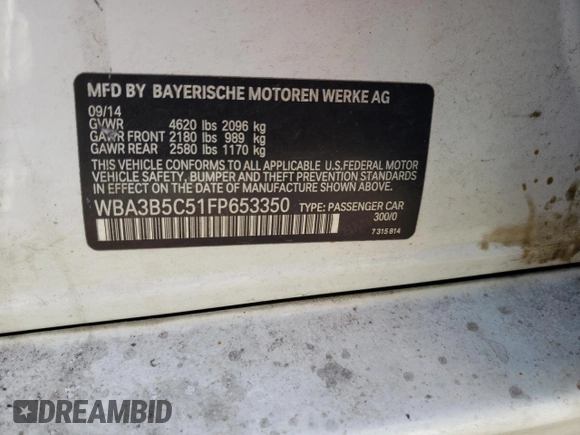 MFD BY BAYERISCHE MOTOREN WERKE AG
09/14
GVWR 4620 lbs 2096 kg
GAWR FRONT 2180 lbs 989 kg
GAWR REAR 2580 lbs 1170 kg
THIS VEHICLE CONFORMS TO ALL APPLICABLE U.S.FEDERAL MOTOR
VEHICLE SAFETY, BUMPER, AND THEFT PREVENTION STANDARDS
IN EFFECT ON THE DATE OF MANUFACTURE SHOWN ABOVE.
WBA3B5C51FP653350 TYPE: PASSENGER CAR
300/0
7 315 814
DREAMBID